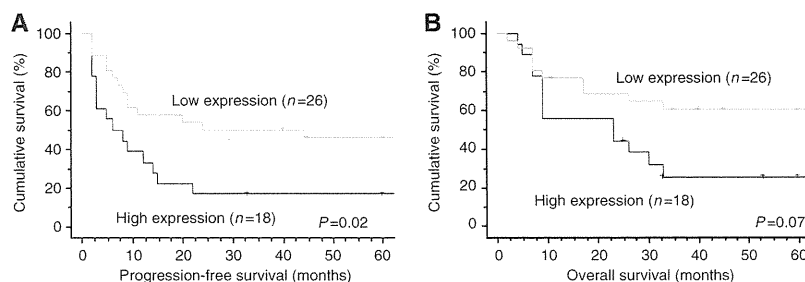 A
Cumulative survival (%)
100
80
60
40
20
0
Low expression (n=26)
High expression (n=18)
P=0.02
0 10 20 30 40 50 60
Progression-free survival (months)
B
Cumulative survival (%)
100
80
60
40
20
0
Low expression (n=26)
High expression (n=18)
P=0.07
0 10 20 30 40 50 60
Overall survival (months)